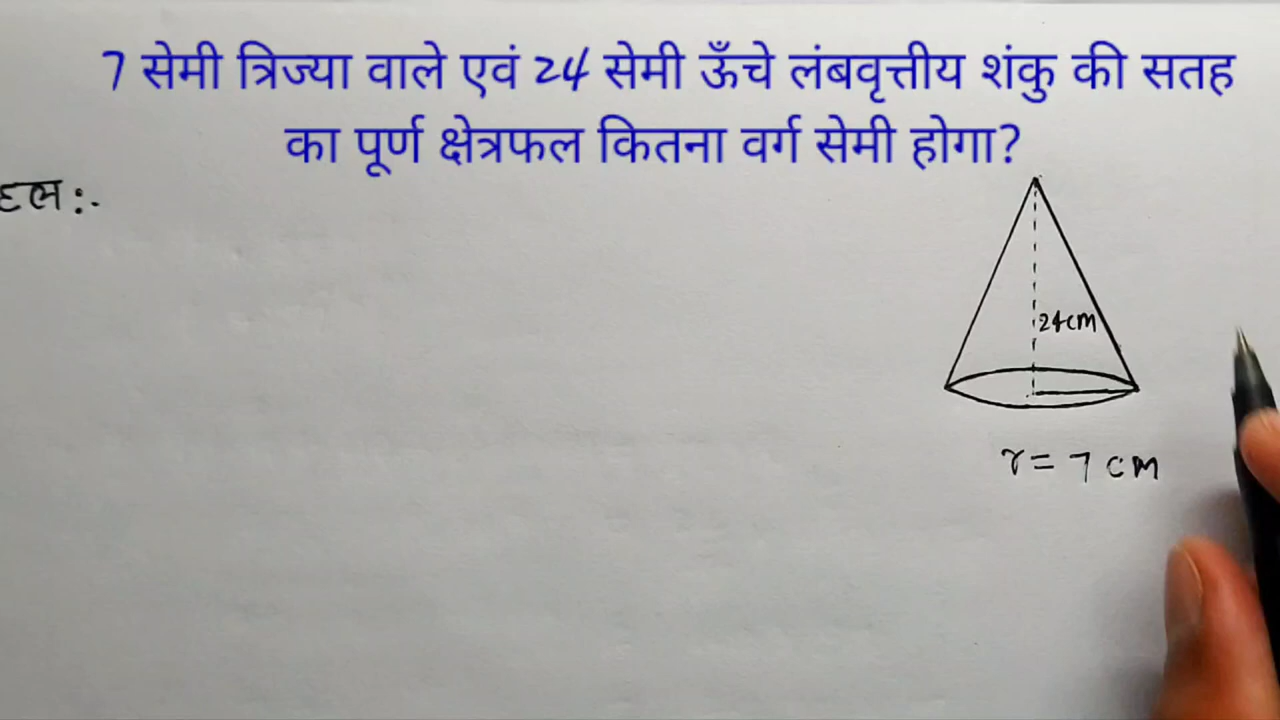 7 सेमी त्रिज्या वाले एवं 24 सेमी ऊँचे लंबवृत्तीय शंकु की सतह
का पूर्ण क्षेत्रफल कितना वर्ग सेमी होगा?
हल:-
24cm
r = 7 cm